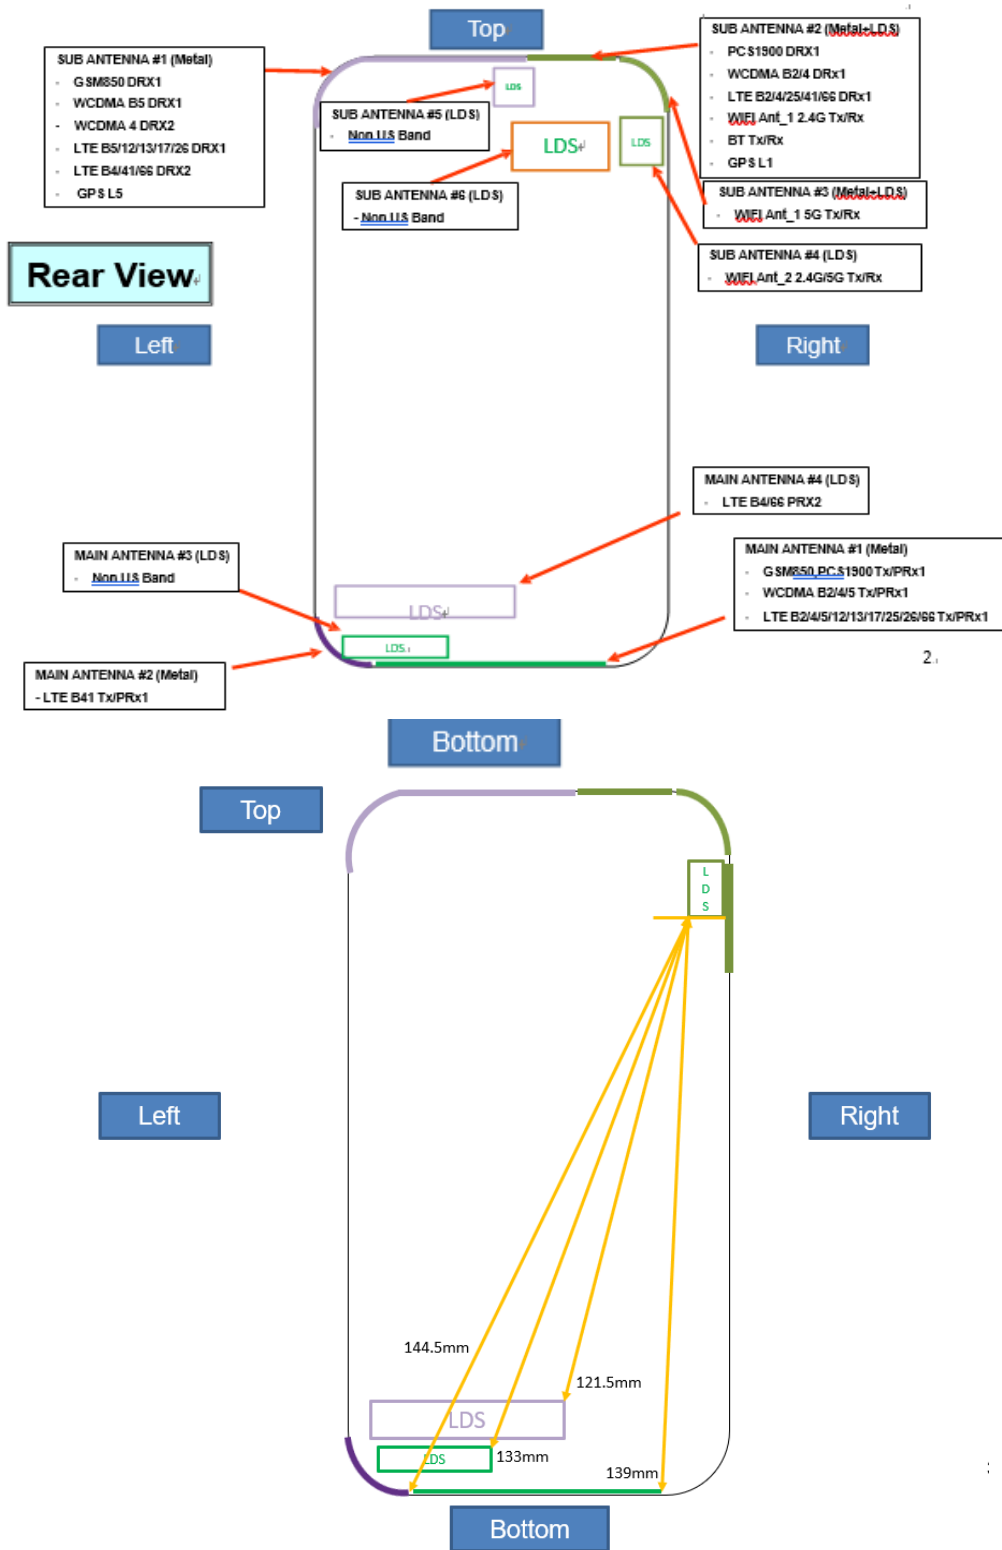 Top
SUB ANTENNA #1 (Metal)
- GSM850 DRX1
- WCDMA B5 DRX1
- WCDMA 4 DRX2
- LTE B5/12/13/17/26 DRX1
- LTE B4/41/66 DRX2
- GPS L5
SUB ANTENNA #2 (Metal+LDS)
- PCS1900 DRX1
- WCDMA B2/4 DRx1
- LTE B2/4/25/41/66 DRx1
- WIFI Ant_1 2.4G Tx/Rx
- BT Tx/Rx
- GPS L1
LDS
SUB ANTENNA #5 (LDS)
- Non US Band
LDS
LDS
SUB ANTENNA #6 (LDS)
- Non US Band
SUB ANTENNA #3 (Metal+LDS)
- WIFI Ant_1 5G Tx/Rx
SUB ANTENNA #4 (LDS)
- WIFI Ant_2 2.4G/5G Tx/Rx
Rear View
Left
Right
MAIN ANTENNA #4 (LDS)
- LTE B4/66 PRX2
MAIN ANTENNA #3 (LDS)
- Non US Band
MAIN ANTENNA #1 (Metal)
- GSM850,PCS1900 Tx/PRx1
- WCDMA B2/4/5 Tx/PRx1
- LTE B2/4/5/12/13/17/25/26/66 Tx/PRx1
LDS
LDS
MAIN ANTENNA #2 (Metal)
- LTE B41 Tx/PRx1
2
Bottom
Top
L
D
S
Left
Right
144.5mm
121.5mm
LDS
LDS
133mm
139mm
Bottom